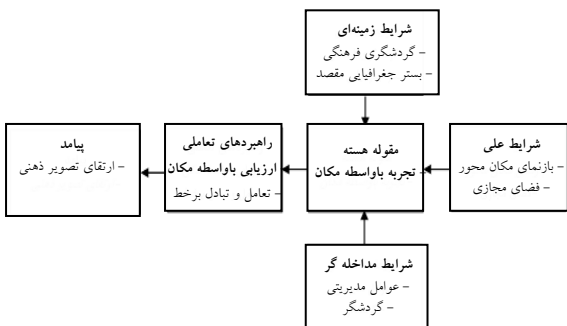 شرایط زمینه‌ای
– گردشگری فرهنگی
– بستر جغرافیایی مقصد
شرایط علی
– بازنمای مکان محور
– فضای مجازی
مقوله هسته
تجربه باواسطه مکان
راهبردهای تعاملی
ارزیابی باواسطه مکان
– تعامل و تبادل برخط
پیامد
– ارتقای تصویر ذهنی
شرایط مداخله گر
– عوامل مدیریتی
– گردشگر